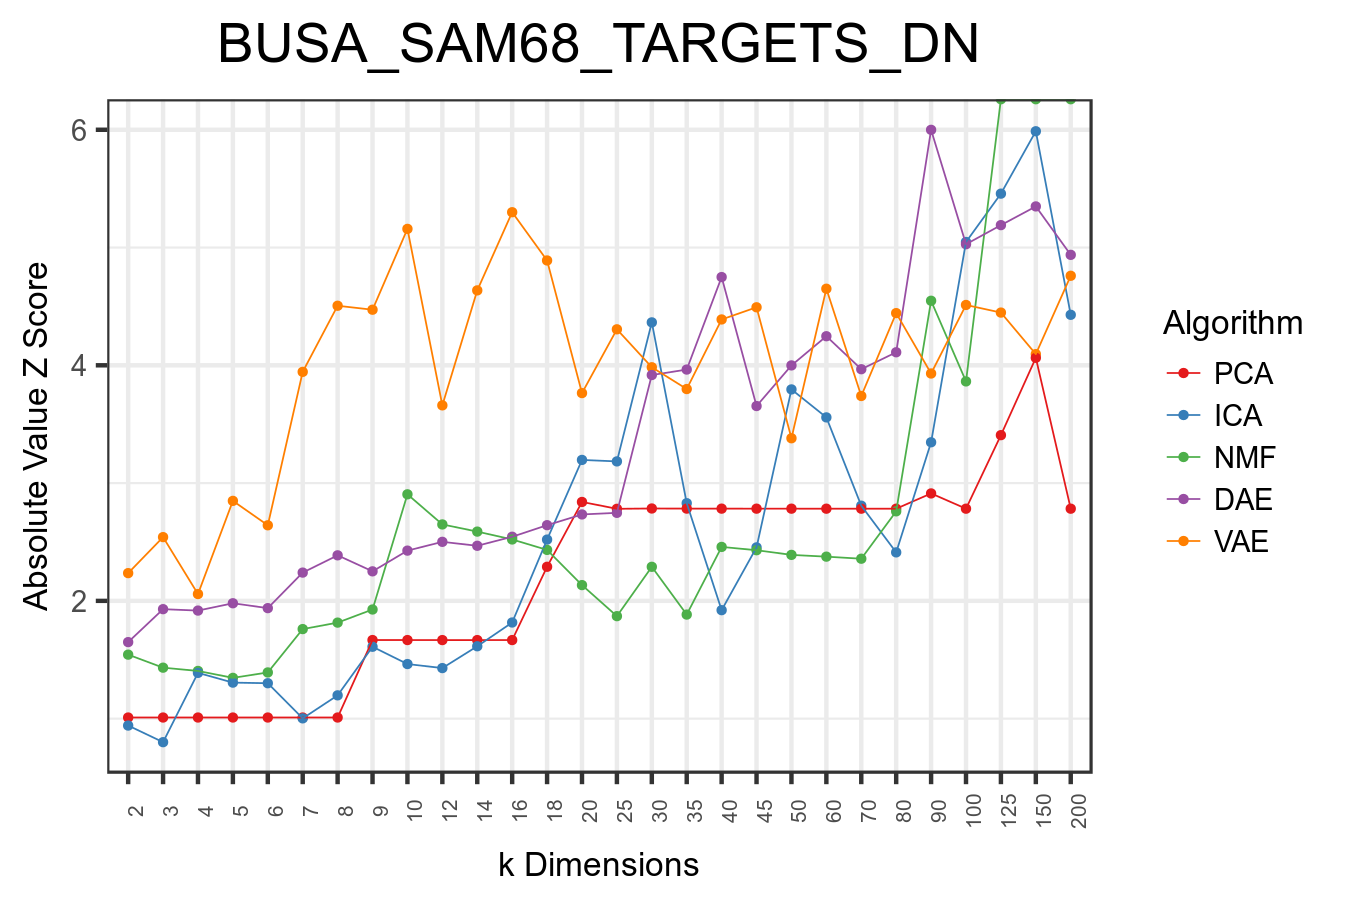 BUSA_SAM68_TARGETS_DN
Absolute Value Z Score
6
4
2
2 3 4 5 6 7 8 9 10 12 14 16 18 20 25 30 35 40 45 50 60 70 80 90 100 125 150 200
k Dimensions
Algorithm
PCA
ICA
NMF
DAE
VAE